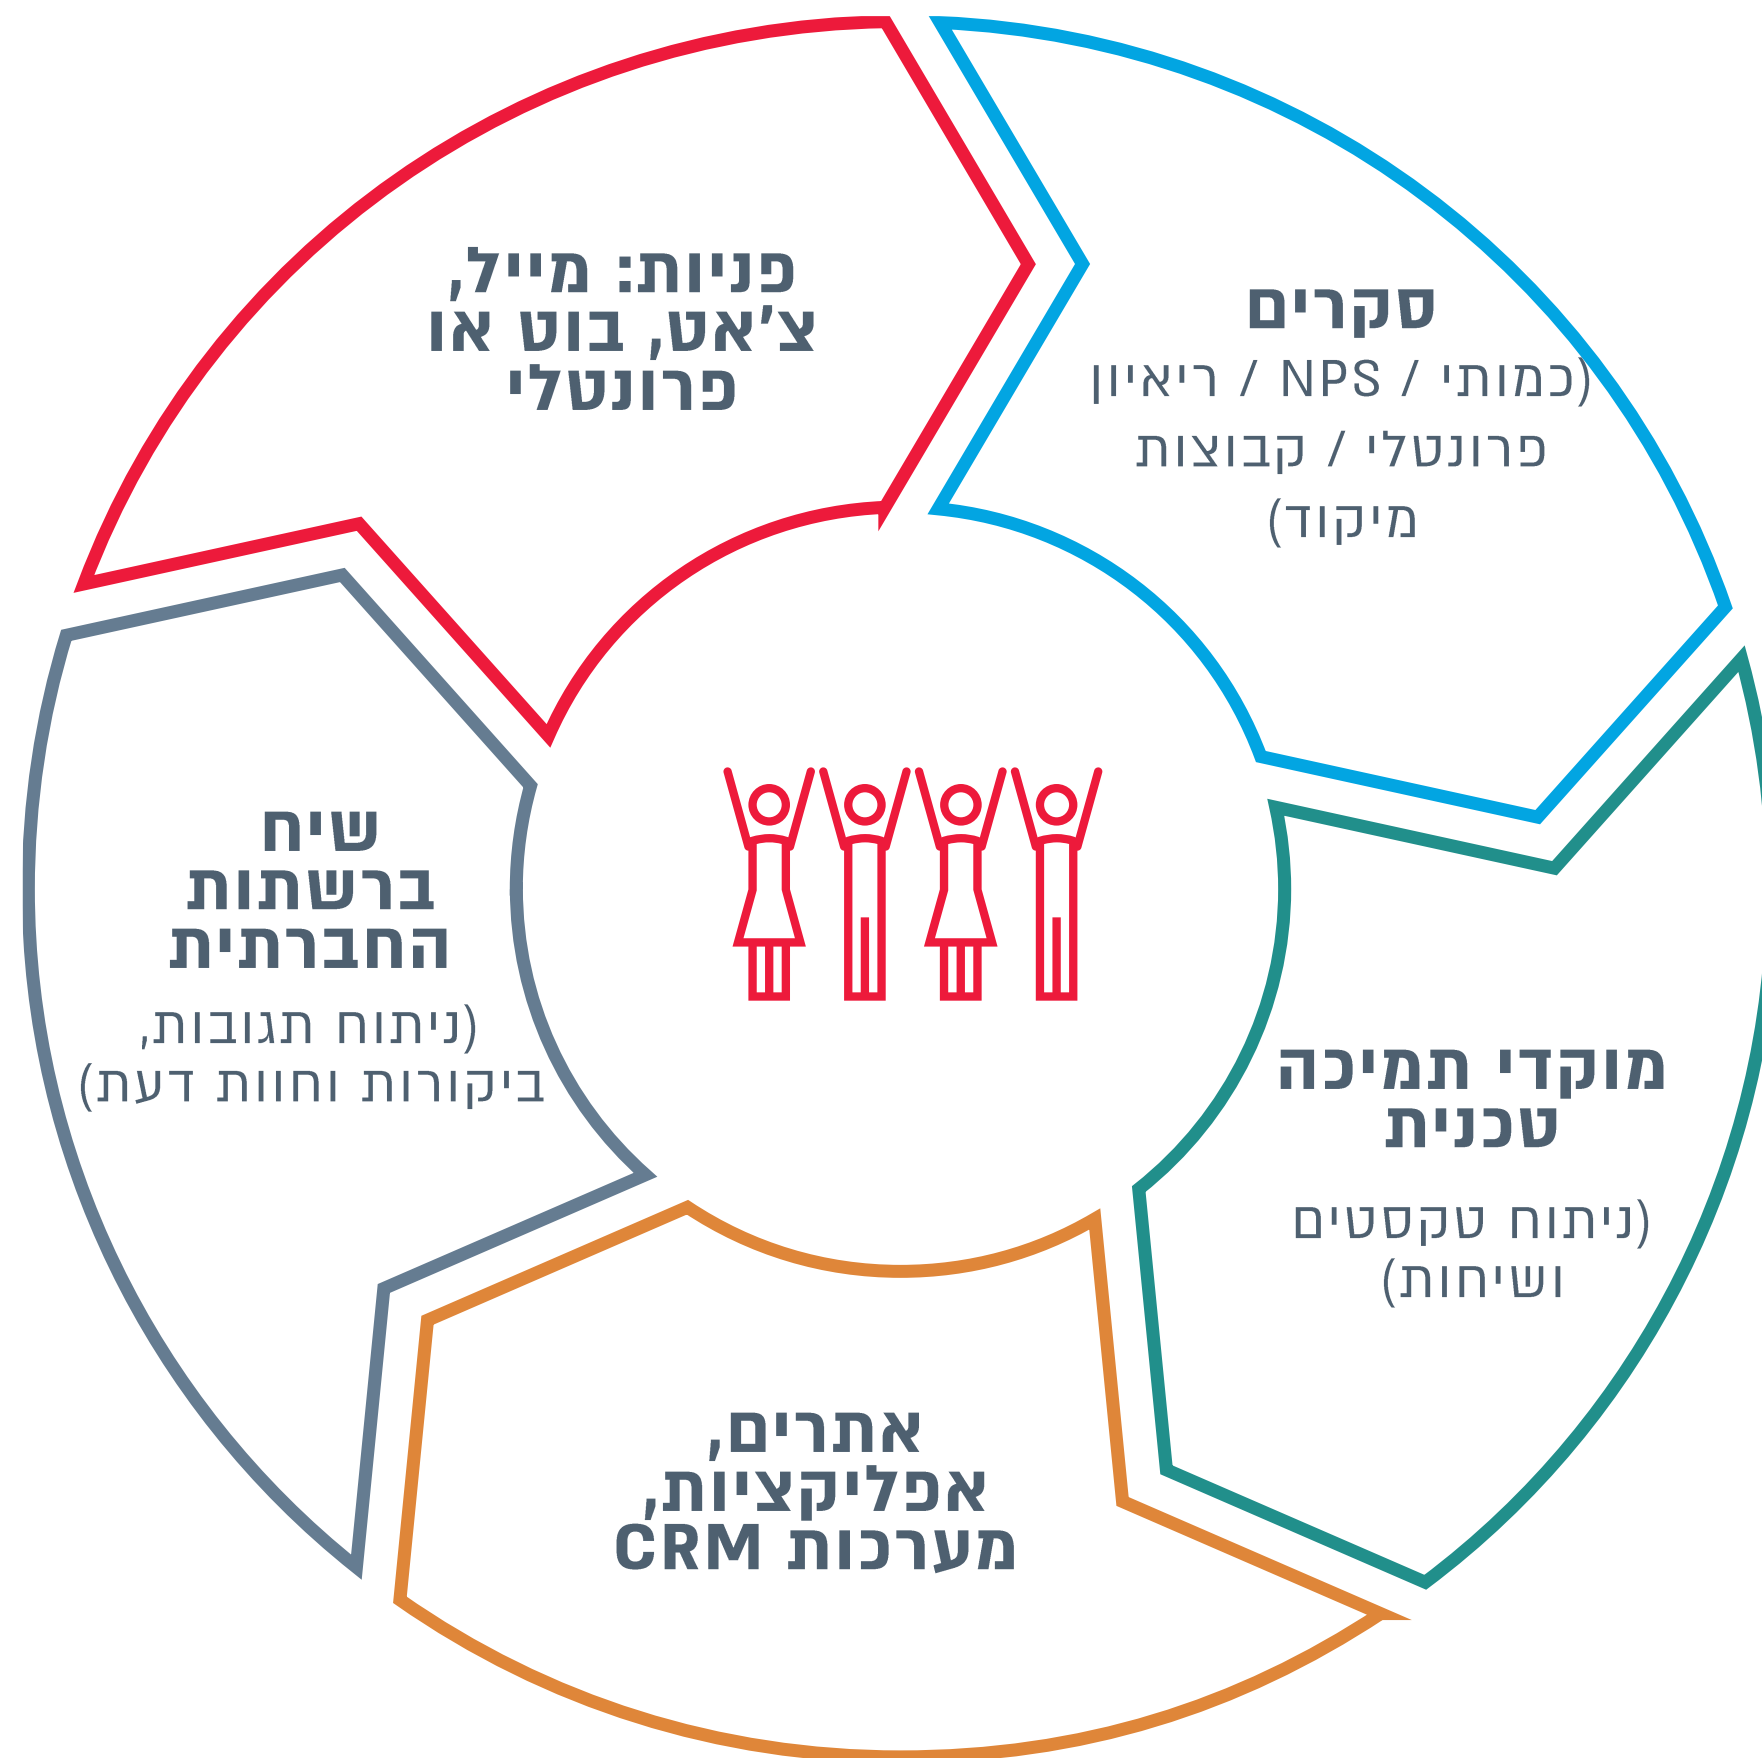 פניות: מייל,
צ'אט, בוט או
פרונטלי
סקרים
(כמותי / NPS / ריאיון
פרונטלי / קבוצות
מיקוד)
מוקדי תמיכה
טכנית
(ניתוח טקסטים
ושיחות)
אתרים,
אפליקציות,
מערכות CRM
שיח
ברשתות
החברתית
(ניתוח תגובות,
ביקורות וחוות דעת)